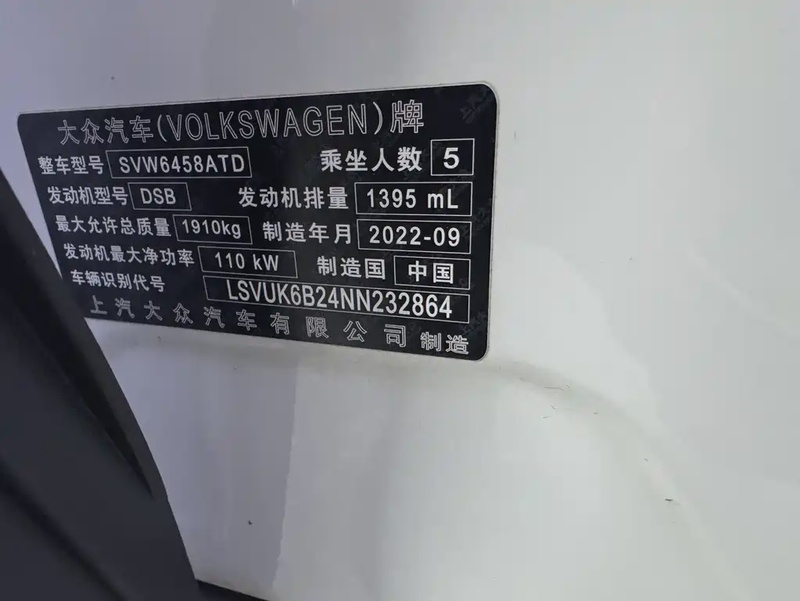 大众汽车(VOLKSWAGEN)牌
整车型号 SVW6458ATD 乘坐人数 5
发动机型号 DSB 发动机排量 1395 mL
最大允许总质量 1910kg 制造年月 2022-09
发动机最大净功率 110 kW 制造国 中国
车辆识别代号 LSVUK6B24NN232864
上汽大众汽车有限公司 制造